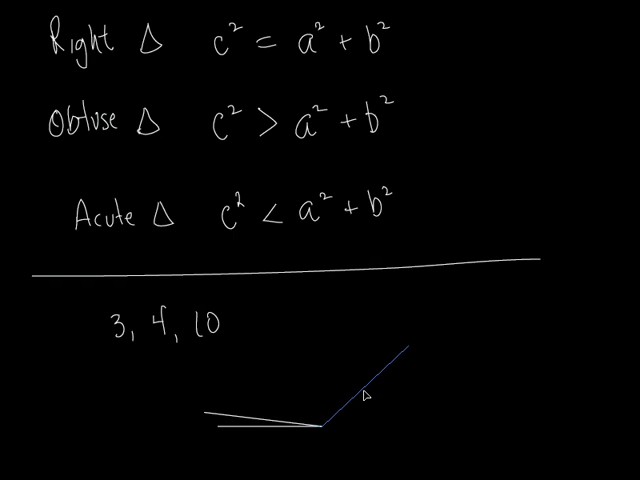 Right Δ c² = a² + b²
Obtuse Δ c² > a² + b²
Acute Δ c² < a² + b²
3, 4, 10